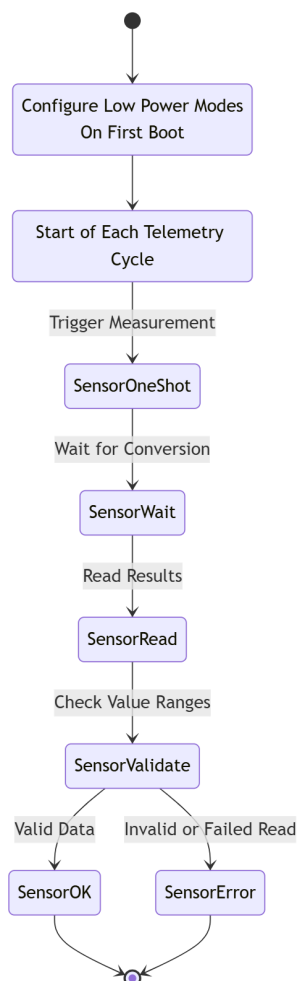 Configure Low Power Modes
On First Boot
Start of Each Telemetry
Cycle
Trigger Measurement
SensorOneShot
Wait for Conversion
SensorWait
Read Results
SensorRead
Check Value Ranges
SensorValidate
Valid Data
Invalid or Failed Read
SensorOK
SensorError